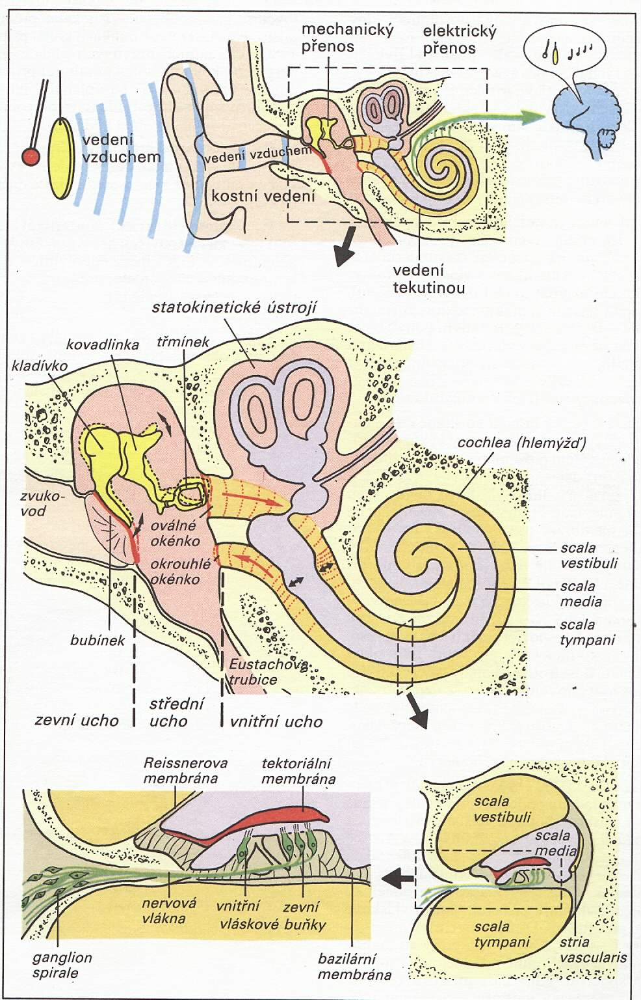 mechanický
přenos
elektrický
přenos
vedení
vzduchem
vedení vzduchem
kostní vedení
vedení
tekutinou
statokinetické ústrojí
kovadlinka
třmínek
kladívko
cochlea (hlemýžď)
zvuko-
vod
oválné
okénko
okrouhlé
okénko
scala
vestibuli
scala
media
scala
tympani
bubínek
Eustachova
trubice
zevní ucho
střední
ucho
vnitřní ucho
Reissnerova
membrána
tektoriální
membrána
scala
vestibuli
scala
media
nervová
vlákna
vnitřní
zevní
vláskové buňky
scala
tympani
stria
vascularis
ganglion
spirale
bazilární
membrána